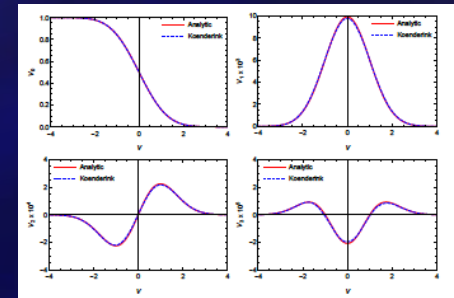 1.0
0.8
0.6
0.4
0.2
0.0
V₀
Analytic
Koenderink
-4 -2 0 2 4
ν
10
8
6
4
2
0
Analytic
Koenderink
-4 -2 0 2 4
ν
4
2
0
-2
-4
Analytic
Koenderink
-4 -2 0 2 4
ν
4
2
0
-2
-4
Analytic
Koenderink
-4 -2 0 2 4
ν